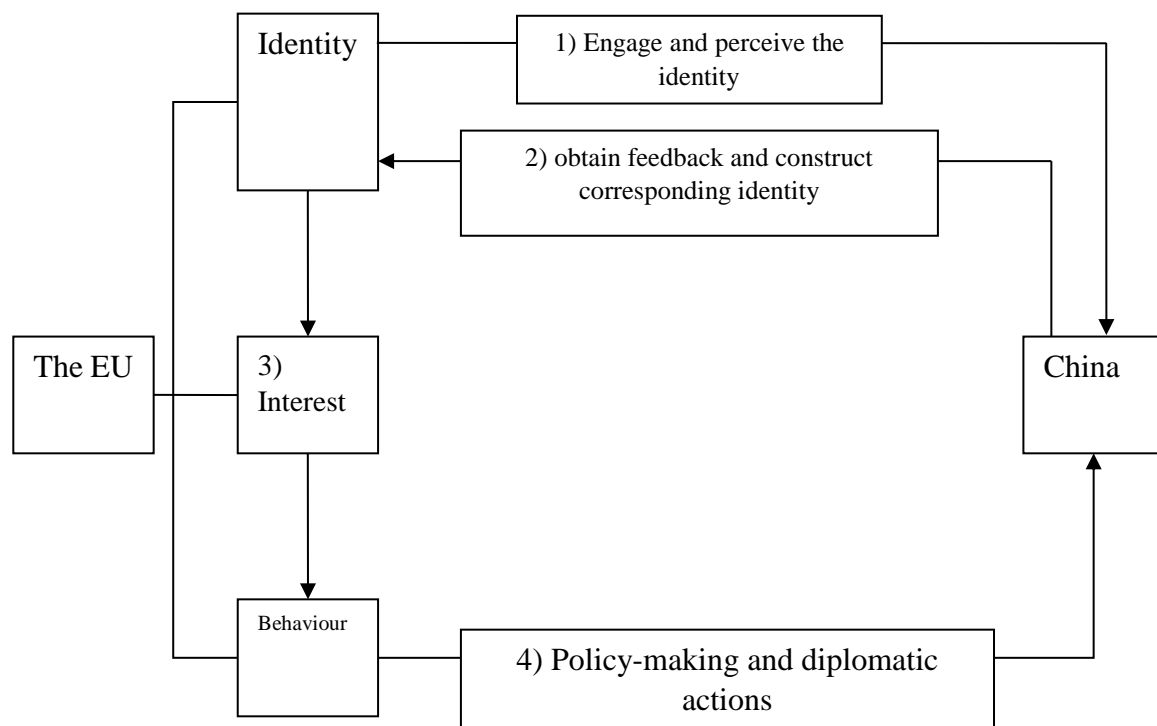 Identity
1) Engage and perceive the
identity
2) obtain feedback and construct
corresponding identity
The EU
3)
Interest
China
Behaviour
4) Policy-making and diplomatic
actions